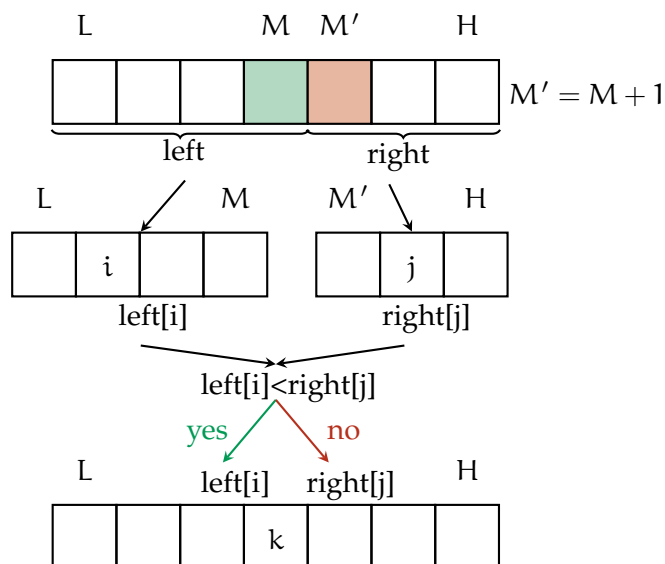 L M M′ H
M′ = M + 1
left right
L M M′ H
i j
left[i] right[j]
left[i]<right[j]
yes no
L left[i] right[j] H
k